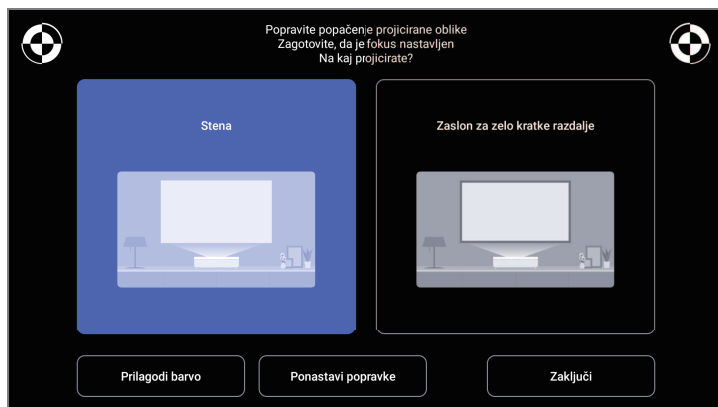 Popravite popačenje projicirane oblike
Zagotovite, da je fokus nastavljen
Na kaj projicirate?
Stena
Zaslon za zelo kratke razdalje
Prilagodi barvo
Ponastavi popravke
Zaključi